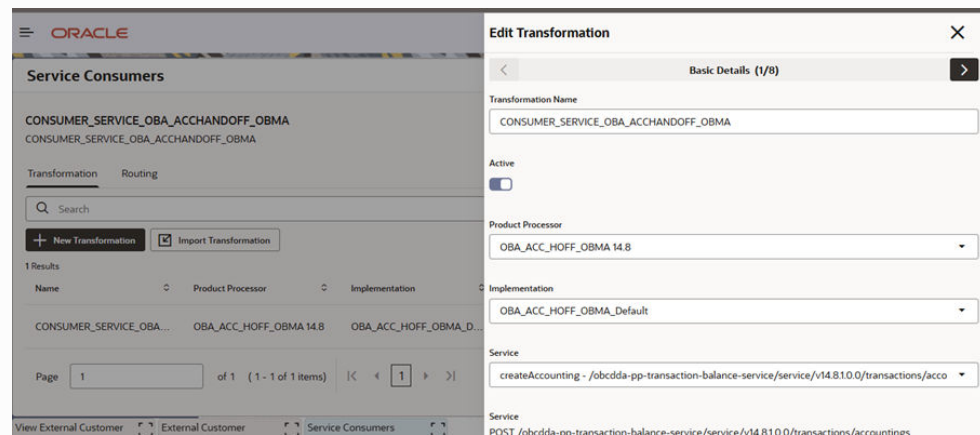 ORACLE
Service Consumers
CONSUMER_SERVICE_OBA_ACCHANDOFF_OBMA
CONSUMER_SERVICE_OBA_ACCHANDOFF_OBMA
Transformation Routing
Search
New Transformation Import Transformation
1 Results
Name Product Processor Implementation
CONSUMER_SERVICE_OBA... OBA_ACC_HOFF_OBMA 14.8 OBA_ACC_HOFF_OBMA_D...
Page 1 of 1 (1 - 1 of 1 items) 1
View External Customer External Customer Service Consumers
Edit Transformation
Basic Details (1/8)
Transformation Name
CONSUMER_SERVICE_OBA_ACCHANDOFF_OBMA
Active
Product Processor
OBA_ACC_HOFF_OBMA 14.8
Implementation
OBA_ACC_HOFF_OBMA_Default
Service
createAccounting - /obcdda-pp-transaction-balance-service/service/v14.8.1.0.0/transactions/acco
Service
POST /obcdda-pp-transaction-balance-service/service/v14.8.1.0.0/transactions/accountings